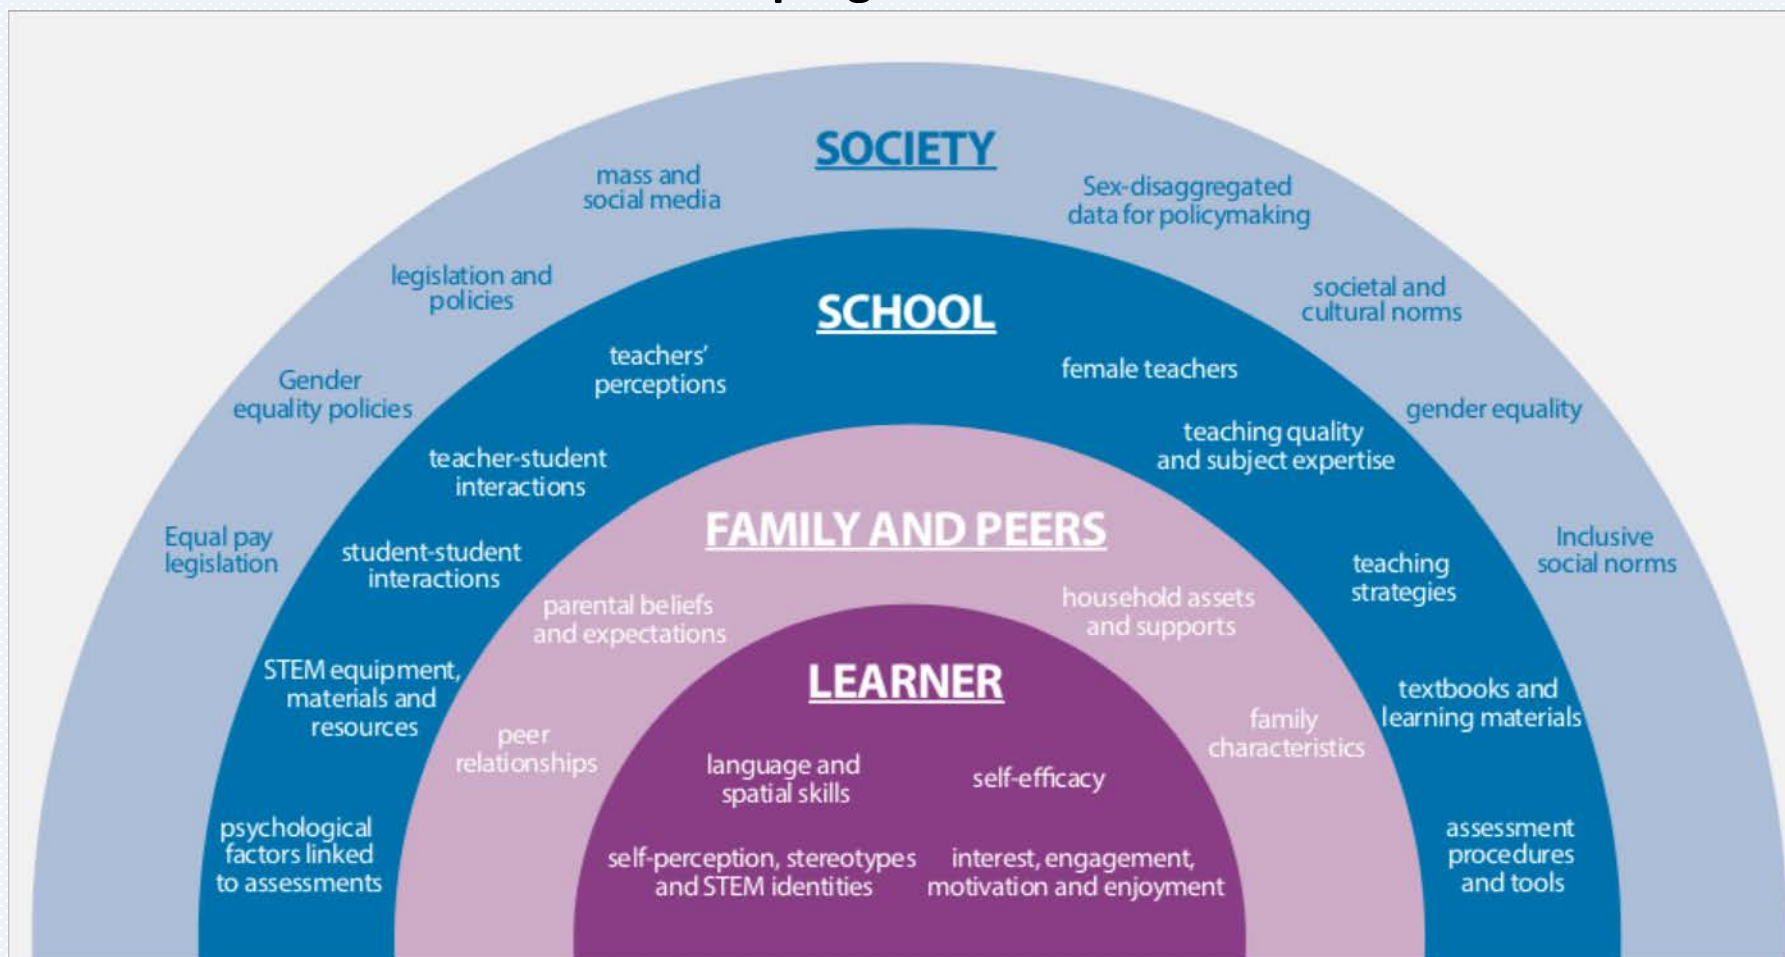 SOCIETY
mass and
social media
Sex-disaggregated
data for policymaking
legislation and
policies
societal and
cultural norms
Gender
equality policies
gender equality
Equal pay
legislation
Inclusive
social norms
SCHOOL
teachers’
perceptions
female teachers
teacher-student
interactions
teaching quality
and subject expertise
student-student
interactions
teaching
strategies
STEM equipment,
materials and
resources
textbooks and
learning materials
psychological
factors linked
to assessments
assessment
procedures
and tools
FAMILY AND PEERS
parental beliefs
and expectations
household assets
and supports
peer
relationships
family
characteristics
LEARNER
language and
spatial skills
self-efficacy
self-perception, stereotypes
and STEM identities
interest, engagement,
motivation and enjoyment